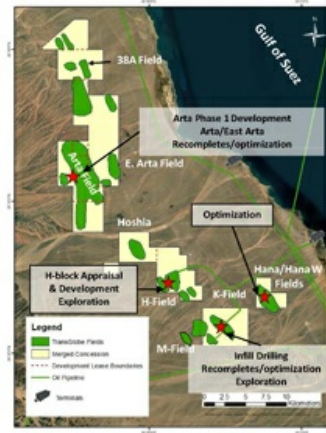 Gulf of Suez
N
38A Field
Arta Phase 1 Development
Arta/East Arta
Recompletes/optimization
Arta Field
E. Arta Field
Optimization
Hoshia
Hana/Hana W
Fields
H-block Appraisal
& Development
Exploration
H-Field
K-Field
M-Field
Infill Drilling
Recompletes/optimization
Exploration
Legend
TransGlobe Fields
Merged Concession
Development Lease Boundaries
Oil Pipeline
Terminals
10
Kilometers